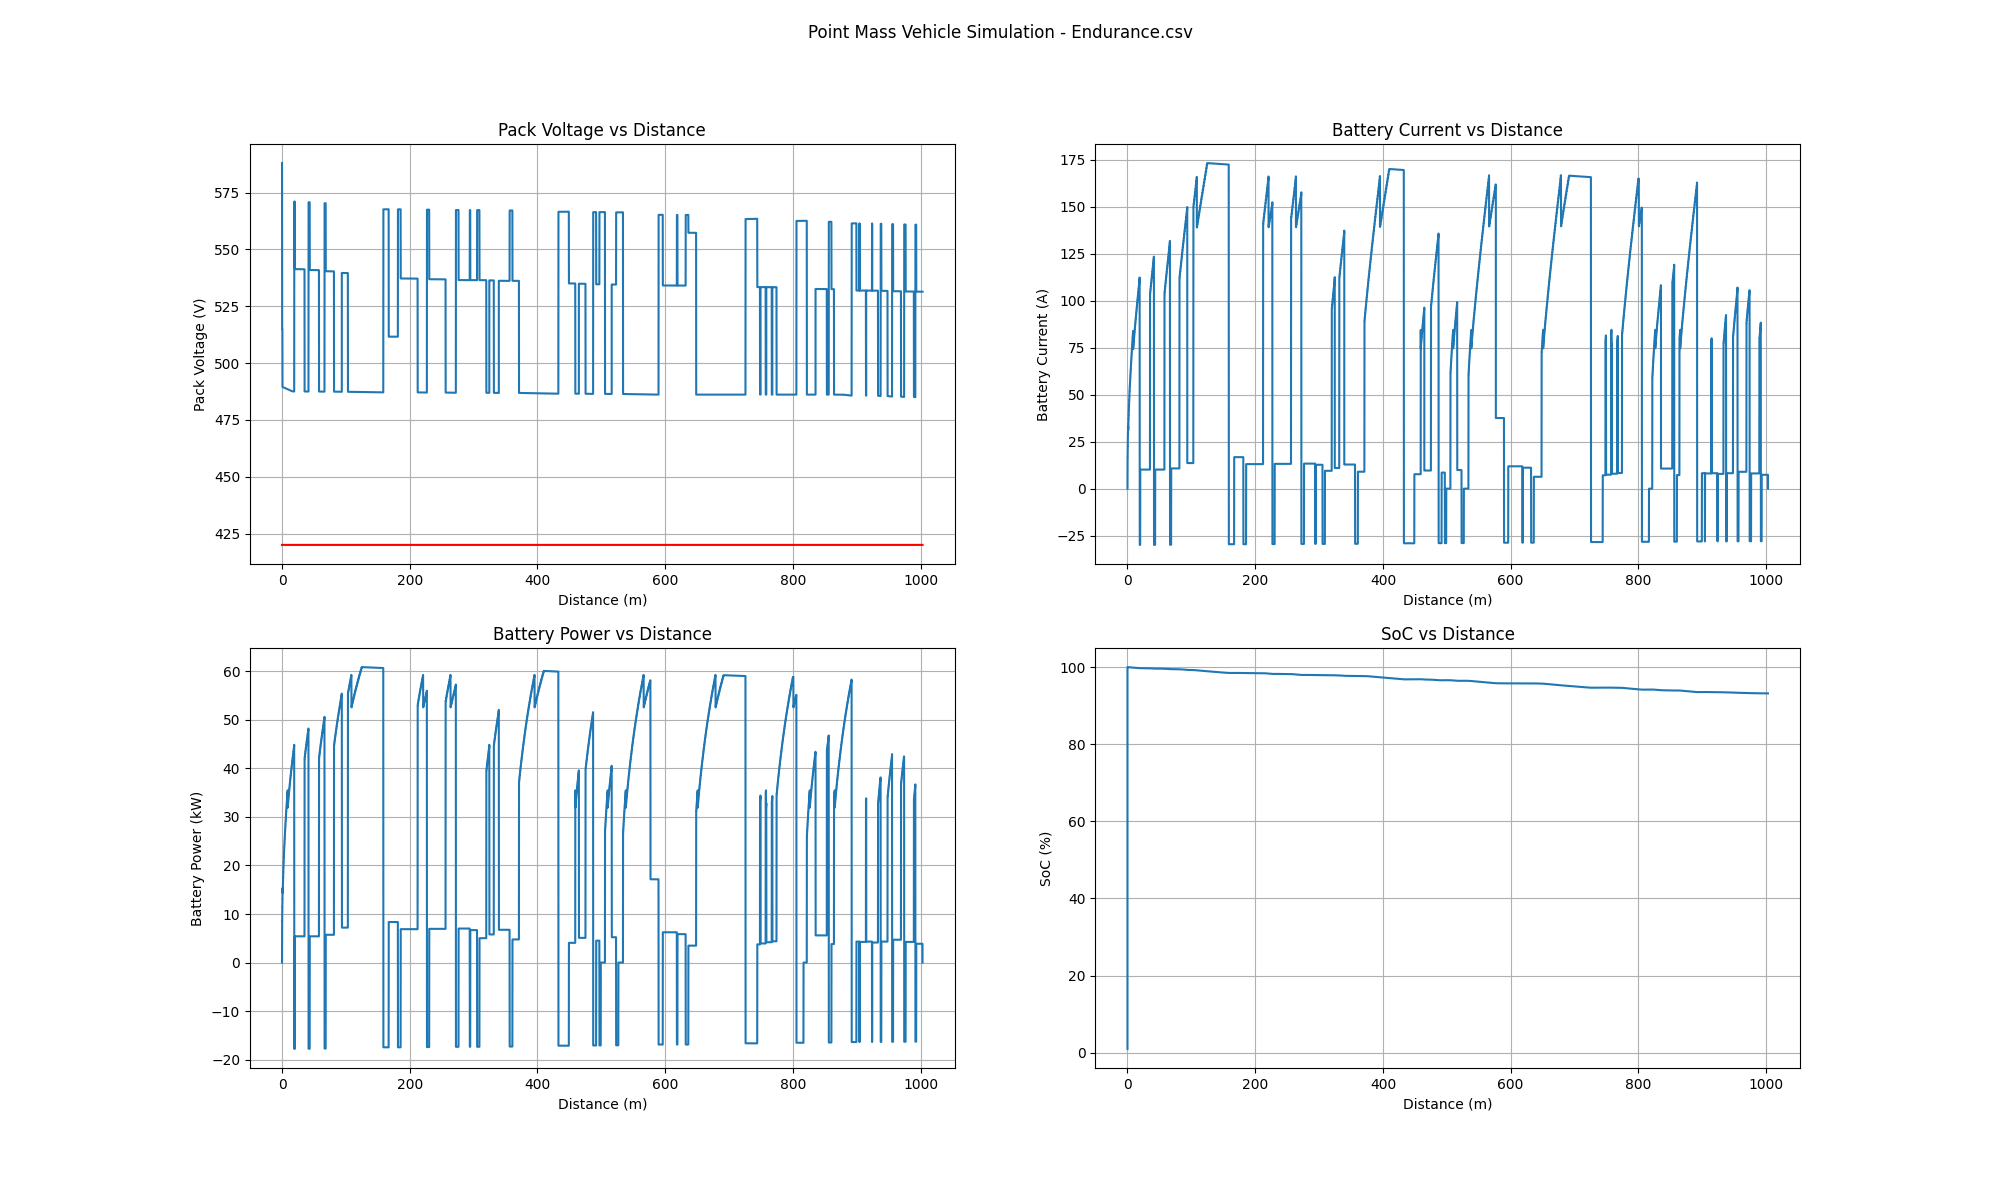 Point Mass Vehicle Simulation - Endurance.csv
Pack Voltage vs Distance
Pack Voltage (V)
575
550
525
500
475
450
425
0 200 400 600 800 1000
Distance (m)
Battery Current vs Distance
Battery Current (A)
175
150
125
100
75
50
25
0
−25
0 200 400 600 800 1000
Distance (m)
Battery Power vs Distance
Battery Power (kW)
60
50
40
30
20
10
0
−10
−20
0 200 400 600 800 1000
Distance (m)
SoC vs Distance
SoC (%)
100
80
60
40
20
0
0 200 400 600 800 1000
Distance (m)